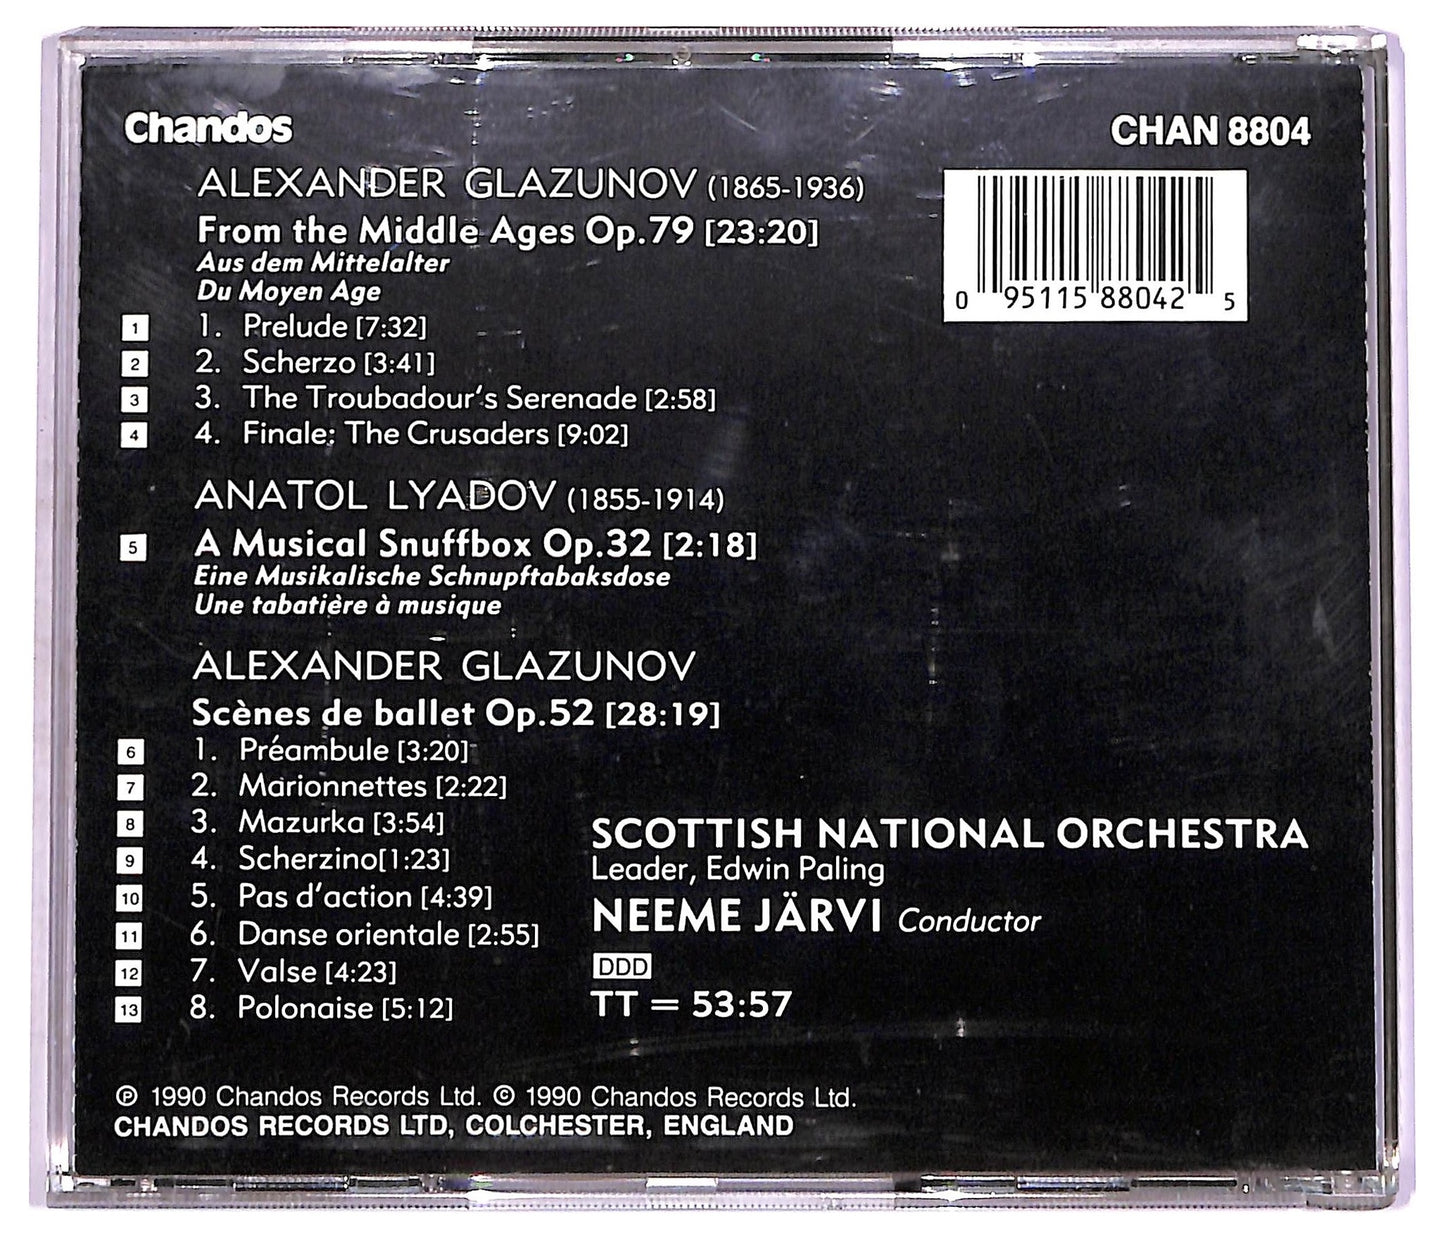 Chandos
CHAN 8804
ALEXANDER GLAZUNOV (1865-1936)
From the Middle Ages Op.79 [23:20]
Aus dem Mittelalter
Du Moyen Age
1 1. Prelude [7:32]
2 2. Scherzo [3:41]
3 3. The Troubadour's Serenade [2:58]
4 4. Finale: The Crusaders [9:02]
0 95115 88042 5
ANATOL LYADOV (1855-1914)
5 A Musical Snuffbox Op.32 [2:18]
Eine Musikalische Schnupftabaksdose
Une tabatière à musique
ALEXANDER GLAZUNOV
Scènes de ballet Op.52 [28:19]
6 1. Préambule [3:20]
7 2. Marionnettes [2:22]
8 3. Mazurka [3:54]
9 4. Scherzino[1:23]
10 5. Pas d'action [4:39]
11 6. Danse orientale [2:55]
12 7. Valse [4:23]
13 8. Polonaise [5:12]
SCOTTISH NATIONAL ORCHESTRA
Leader, Edwin Paling
NEEME JÄRVI Conductor
DDD
TT = 53:57
℗ 1990 Chandos Records Ltd. © 1990 Chandos Records Ltd.
CHANDOS RECORDS LTD, COLCHESTER, ENGLAND